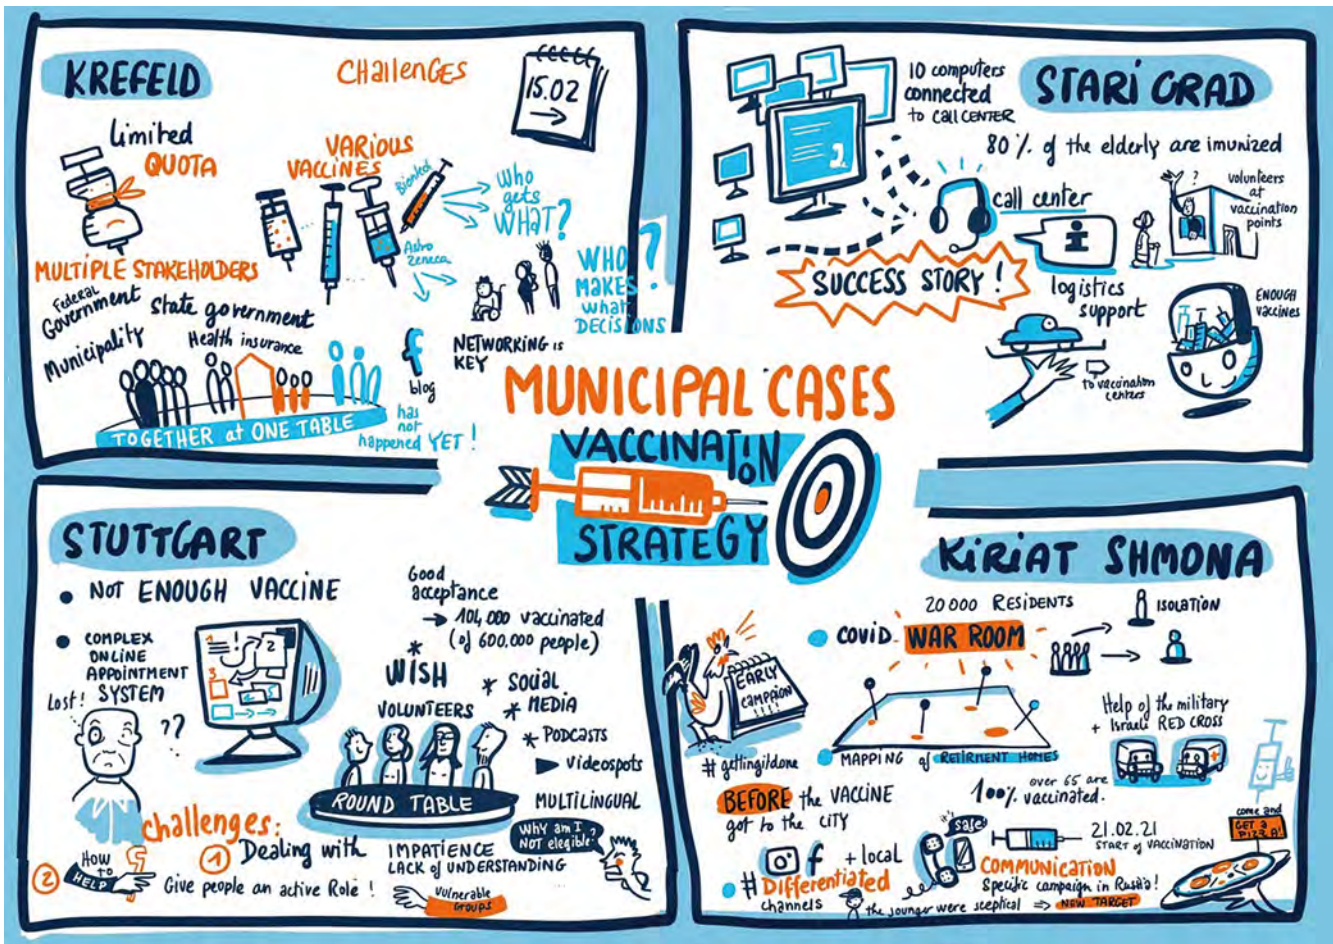 KREFELD
CHallenGES
15.02
Limited
QUOTA
VARIOUS
VACCINES
Biontech
Astro
Zeneca
Who
gets
WHAT?
WHO
MAKES
what
DECISIONS
?
MULTIPLE STAKEHOLDERS
Federal
Government
State government
Municipality
Health insurance
TOGETHER at ONE TABLE
f
blog
has
not
happened YET!
NETWORKING is
KEY
STARI GRAD
10 computers
connected
to call CENTER
80% of the elderly are imunized
call center
i
?
volunteers
at
vaccination
points
SUCCESS STORY!
logistics
support
to vaccination
centers
ENOUGH
VACCINES
MUNICIPAL CASES
VACCINATION
STRATEGY
STUTTGART
NOT ENOUGH VACCINE
COMPLEX
ONLINE
APPOINTMENT
SYSTEM
Lost!
??
1
2
3
Good
acceptance
→ 104,000 vaccinated
(of 600.000 people)
* WISH
VOLUNTEERS
ROUND TABLE
* SOCIAL
* MEDIA
* PODCASTS
► videospots
MULTILINGUAL
challenges:
1 Dealing with
IMPATIENCE
LACK of UNDERSTANDING
Why am I
NOT elegible?
2 How
to
HELP
Give people an active Role!
Vulnerable
Groups
KIRIAT SHMONA
20 000 RESIDENTS
ISOLATION
COVID WAR ROOM
EARLY
CAMPAIGN
!!!!
# gettingitdone
MAPPING of RETIRMENT HOMES
Help of the military
+ Israeli RED CROSS
BEFORE the VACCINE
got to the CITY
100% over 65 are
vaccinated.
it's
safe!
21.02.21
START of VACCINATION
come and
GET a
PIZZA!
f + local
# Differentiated
channels
COMMUNICATION
Specific campaign in Russia!
the younger were sceptical ⇒ NEW TARGET